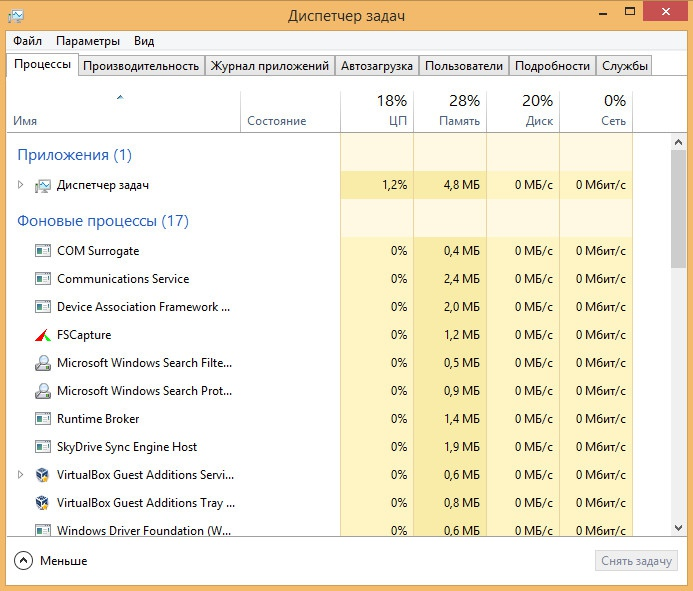 Диспетчер задач
Файл Параметры Вид
Процессы Производительность Журнал приложений Автозагрузка Пользователи Подробности Службы
18% 28% 20% 0%
Имя Состояние ЦП Память Диск Сеть
Приложения (1)
Диспетчер задач 1,2% 4,8 МБ 0 МБ/с 0 Мбит/с
Фоновые процессы (17)
COM Surrogate 0% 0,4 МБ 0 МБ/с 0 Мбит/с
Communications Service 0% 2,4 МБ 0 МБ/с 0 Мбит/с
Device Association Framework ... 0% 2,0 МБ 0 МБ/с 0 Мбит/с
FSCapture 0% 1,2 МБ 0 МБ/с 0 Мбит/с
Microsoft Windows Search Filte... 0% 0,5 МБ 0 МБ/с 0 Мбит/с
Microsoft Windows Search Prot... 0% 0,9 МБ 0 МБ/с 0 Мбит/с
Runtime Broker 0% 1,4 МБ 0 МБ/с 0 Мбит/с
SkyDrive Sync Engine Host 0% 1,9 МБ 0 МБ/с 0 Мбит/с
VirtualBox Guest Additions Servi... 0% 0,6 МБ 0 МБ/с 0 Мбит/с
VirtualBox Guest Additions Tray ... 0% 0,8 МБ 0 МБ/с 0 Мбит/с
Windows Driver Foundation (W... 0% 0,6 МБ 0 МБ/с 0 Мбит/с
Меньше Снять задачу